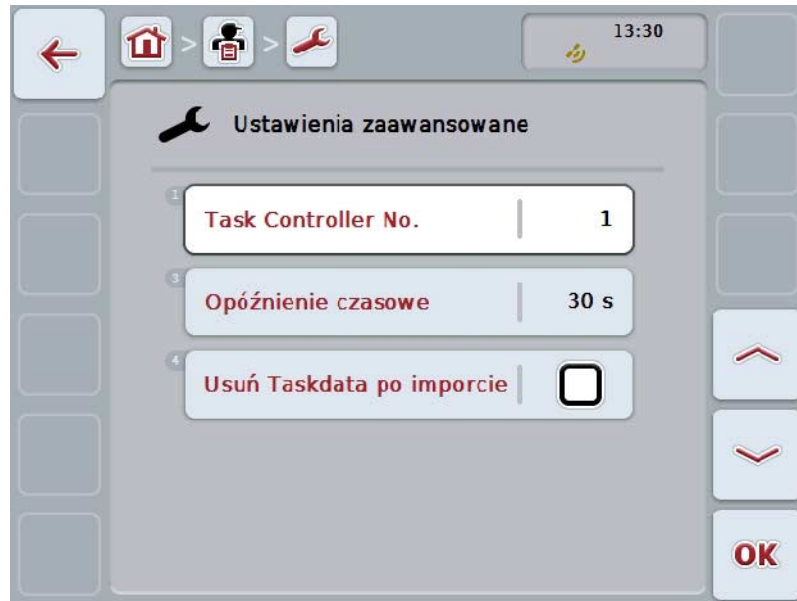 13:30
Ustawienia zaawansowane
1
Task Controller No. 1
3
Opóźnienie czasowe 30 s
4
Usuń Taskdata po imporcie
OK